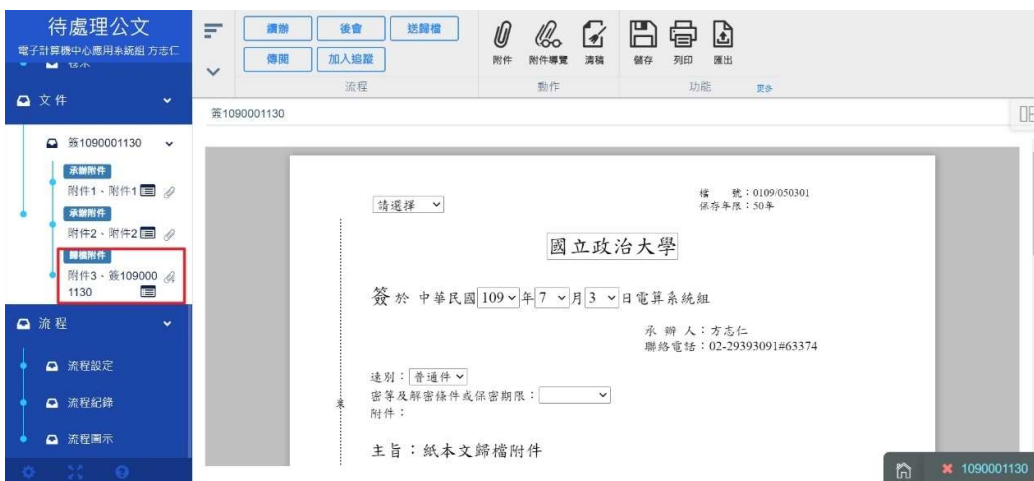 待處理公文
電子計算機中心應用系統組 方志仁
文件
簽1090001130
承辦附件
附件1、附件1
承辦附件
附件2、附件2
歸檔附件
附件3、簽109000
1130
流程
流程設定
流程紀錄
流程圖示
續辦
後會
送歸檔
傳閱
加入追蹤
流程
附件
附件導覽
清稿
動作
儲存
列印
匯出
功能
更多
簽1090001130
請選擇
檔 號：0109/050301
保存年限：50年
國立政治大學
簽 於 中華民國 109 年 7 月 3 日電算系統組
承 辦 人：方志仁
聯絡電話：02-29393091#63374
速別：普通件
密等及解密條件或保密期限：
附件：
主旨：紙本文歸檔附件
1090001130